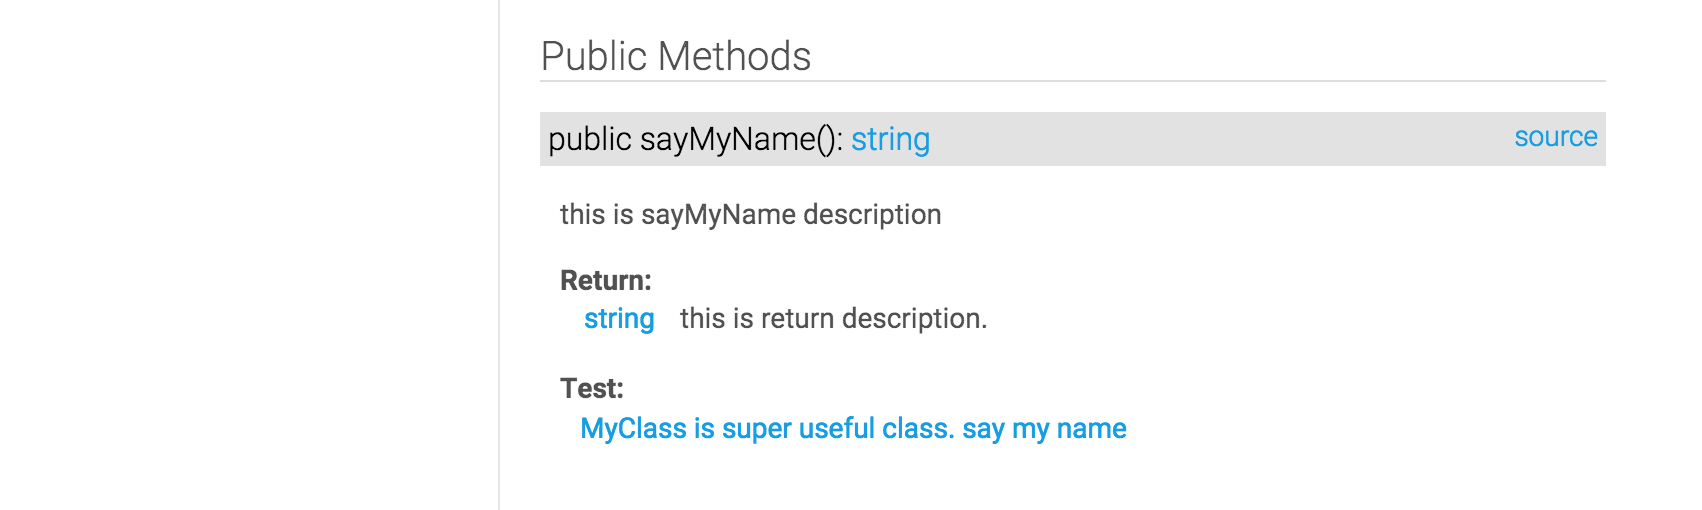 Public Methods
public sayMyName(): string source
this is sayMyName description
Return:
string this is return description.
Test:
MyClass is super useful class. say my name